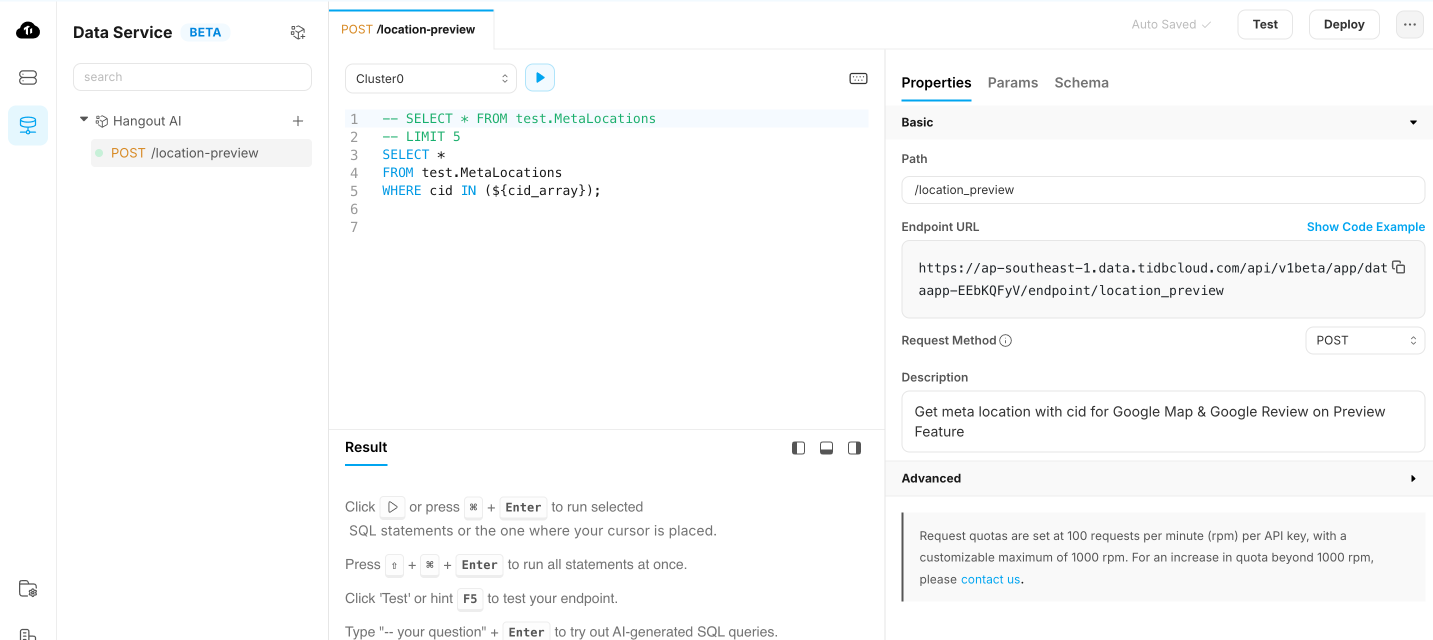 Data Service BETA
search
Hangout AI
POST /location-preview
POST /location-preview
Auto Saved
Test
Deploy
Cluster0
1 -- SELECT * FROM test.MetaLocations
2 -- LIMIT 5
3 SELECT *
4 FROM test.MetaLocations
5 WHERE cid IN (${cid_array});
6
7
Result
Click ▷ or press ⌘ + Enter to run selected
SQL statements or the one where your cursor is placed.
Press ⇧ + ⌘ + Enter to run all statements at once.
Click 'Test' or hint F5 to test your endpoint.
Type "-- your question" + Enter to try out AI-generated SQL queries.
Properties Params Schema
Basic
Path
/location_preview
Endpoint URL Show Code Example
https://ap-southeast-1.data.tidbcloud.com/api/v1beta/app/dat
aapp-EEbKQFyV/endpoint/location_preview
Request Method POST
Description
Get meta location with cid for Google Map & Google Review on Preview
Feature
Advanced
Request quotas are set at 100 requests per minute (rpm) per API key, with a
customizable maximum of 1000 rpm. For an increase in quota beyond 1000 rpm,
please contact us.